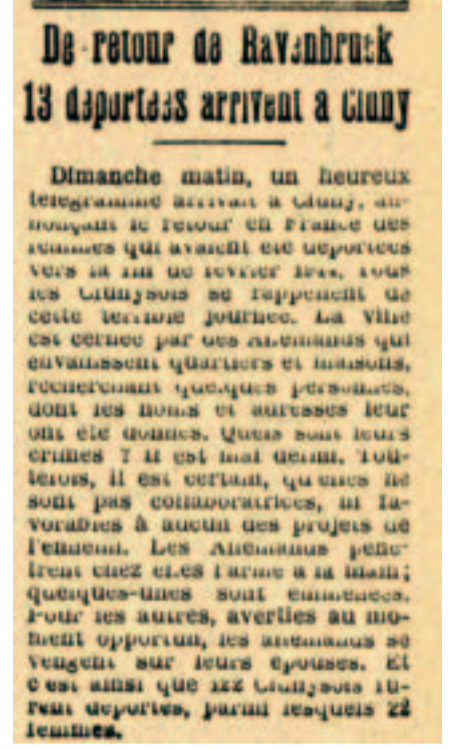 De retour de Ravenbruck
13 déportées arrivent à Cluny
Dimanche matin, un heureux
télégramme arrivait à Cluny, an-
nonçant le retour en France des
femmes qui avaient été déportées
vers la fin de février 1944. Tous
les Clunysois se rappellent de
cette terrible journée. La ville
est cernée par des Allemands qui
envahissent quartiers et maisons,
recherchant quelques personnes,
dont les noms et adresses leur
ont été donnés. Quels sont leurs
crimes ? Il est mal défini. Tou-
tefois, il est certain, qu'elles ne
sont pas collaboratrices, ni fa-
vorables à aucun des projets de
l'ennemi. Les Allemands pénè-
trent chez elles l'arme à la main ;
quelques-unes sont emmenées.
Pour les autres, averties au mo-
ment opportun, les allemands se
vengent sur leurs épouses. Et
c'est ainsi que Clunysois fu-
rent déportés, parmi lesquels 22
femmes.